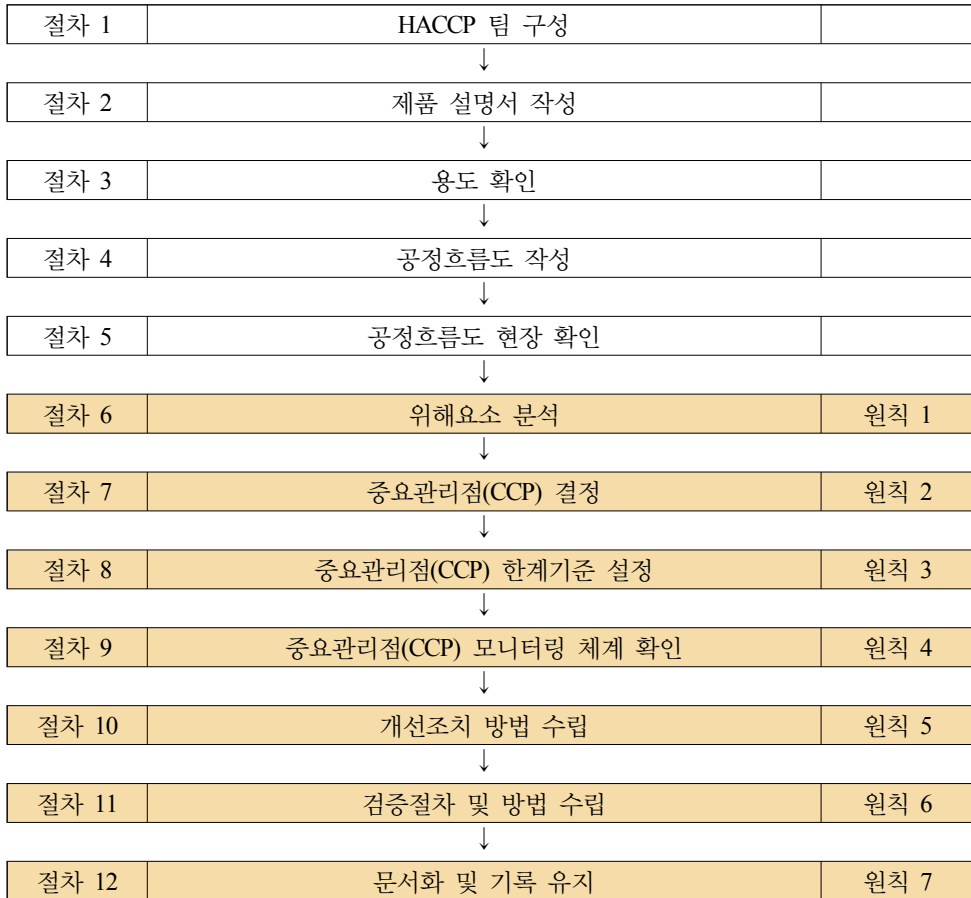 절차 1 HACCP 팀 구성
↓
절차 2 제품 설명서 작성
↓
절차 3 용도 확인
↓
절차 4 공정흐름도 작성
↓
절차 5 공정흐름도 현장 확인
↓
절차 6 위해요소 분석 원칙 1
↓
절차 7 중요관리점(CCP) 결정 원칙 2
↓
절차 8 중요관리점(CCP) 한계기준 설정 원칙 3
↓
절차 9 중요관리점(CCP) 모니터링 체계 확인 원칙 4
↓
절차 10 개선조치 방법 수립 원칙 5
↓
절차 11 검증절차 및 방법 수립 원칙 6
↓
절차 12 문서화 및 기록 유지 원칙 7